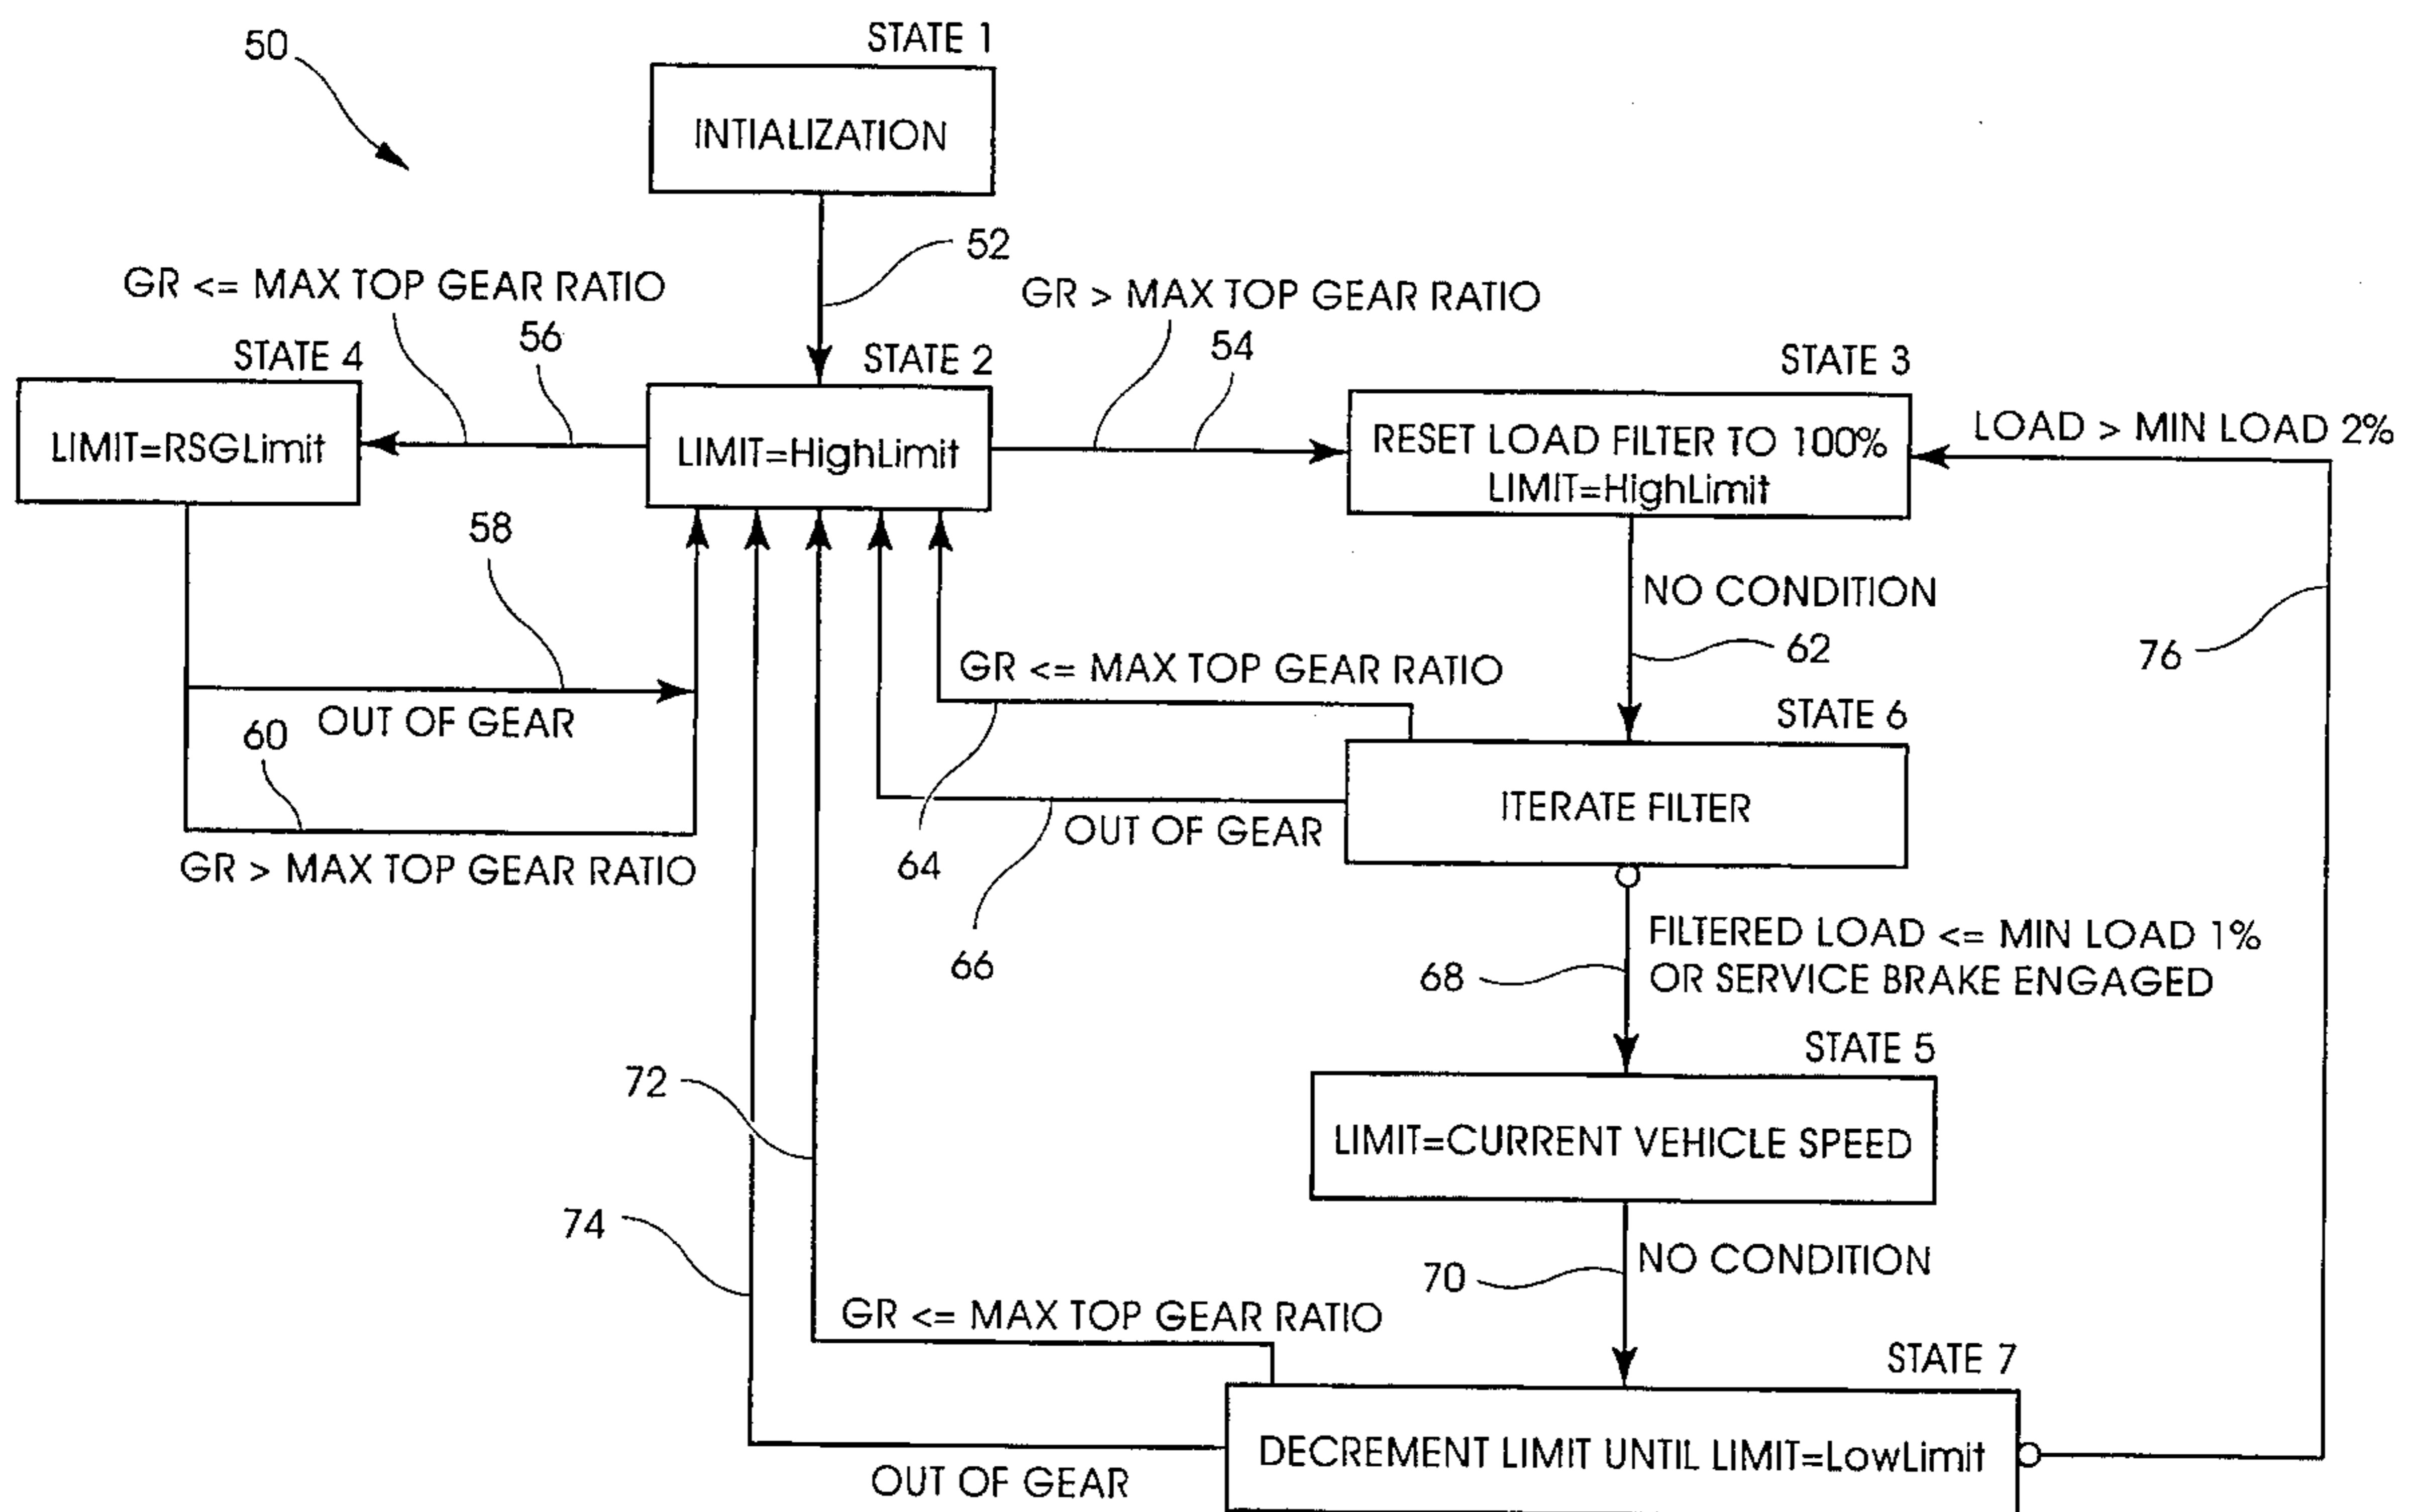 50
STATE 1
INTIALIZATION
52
GR <= MAX TOP GEAR RATIO
GR > MAX TOP GEAR RATIO
56
54
STATE 4
STATE 2
STATE 3
LIMIT=RSGLimit
LIMIT=HighLimit
RESET LOAD FILTER TO 100%
LIMIT=HighLimit
LOAD > MIN LOAD 2%
58
NO CONDITION
62
76
GR <= MAX TOP GEAR RATIO
OUT OF GEAR
60
STATE 6
ITERATE FILTER
OUT OF GEAR
64
GR > MAX TOP GEAR RATIO
66
FILTERED LOAD <= MIN LOAD 1%
OR SERVICE BRAKE ENGAGED
68
STATE 5
72
LIMIT=CURRENT VEHICLE SPEED
74
NO CONDITION
70
GR <= MAX TOP GEAR RATIO
STATE 7
DECREMENT LIMIT UNTIL LIMIT=LowLimit
OUT OF GEAR